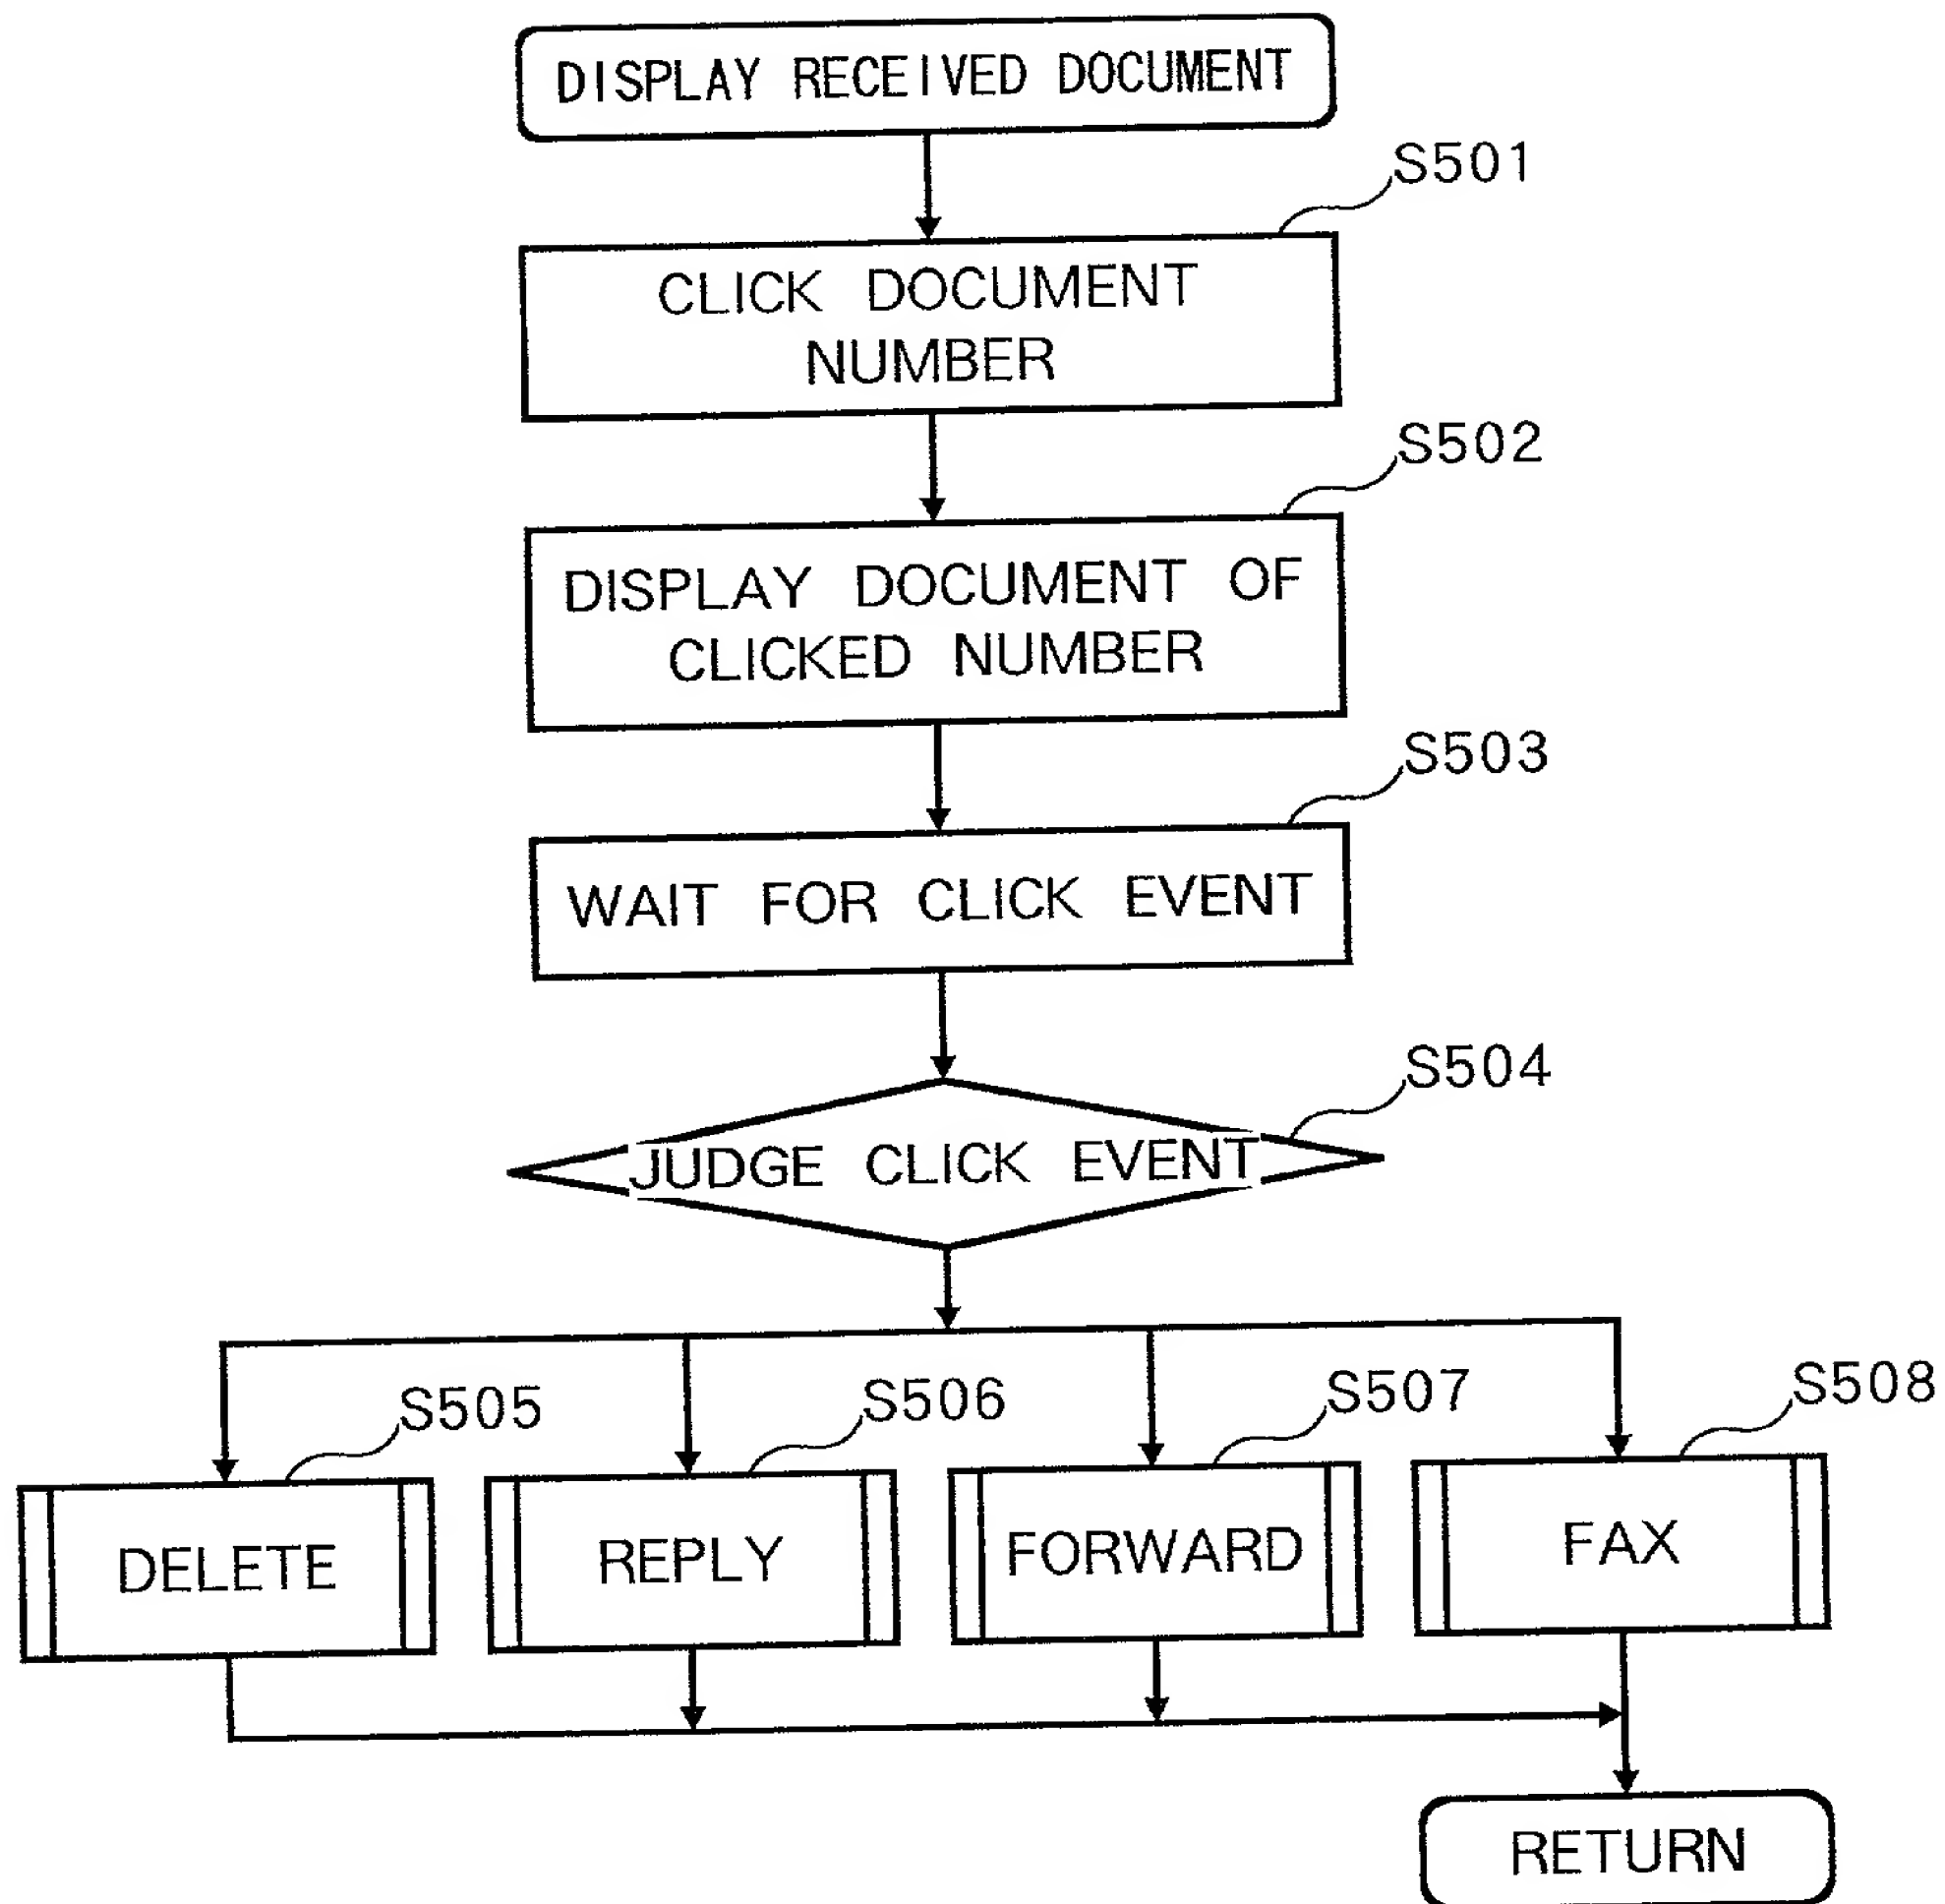 DISPLAY RECEIVED DOCUMENT
S501
CLICK DOCUMENT
NUMBER
S502
DISPLAY DOCUMENT OF
CLICKED NUMBER
S503
WAIT FOR CLICK EVENT
S504
JUDGE CLICK EVENT
S505
S506
S507
S508
DELETE
REPLY
FORWARD
FAX
RETURN